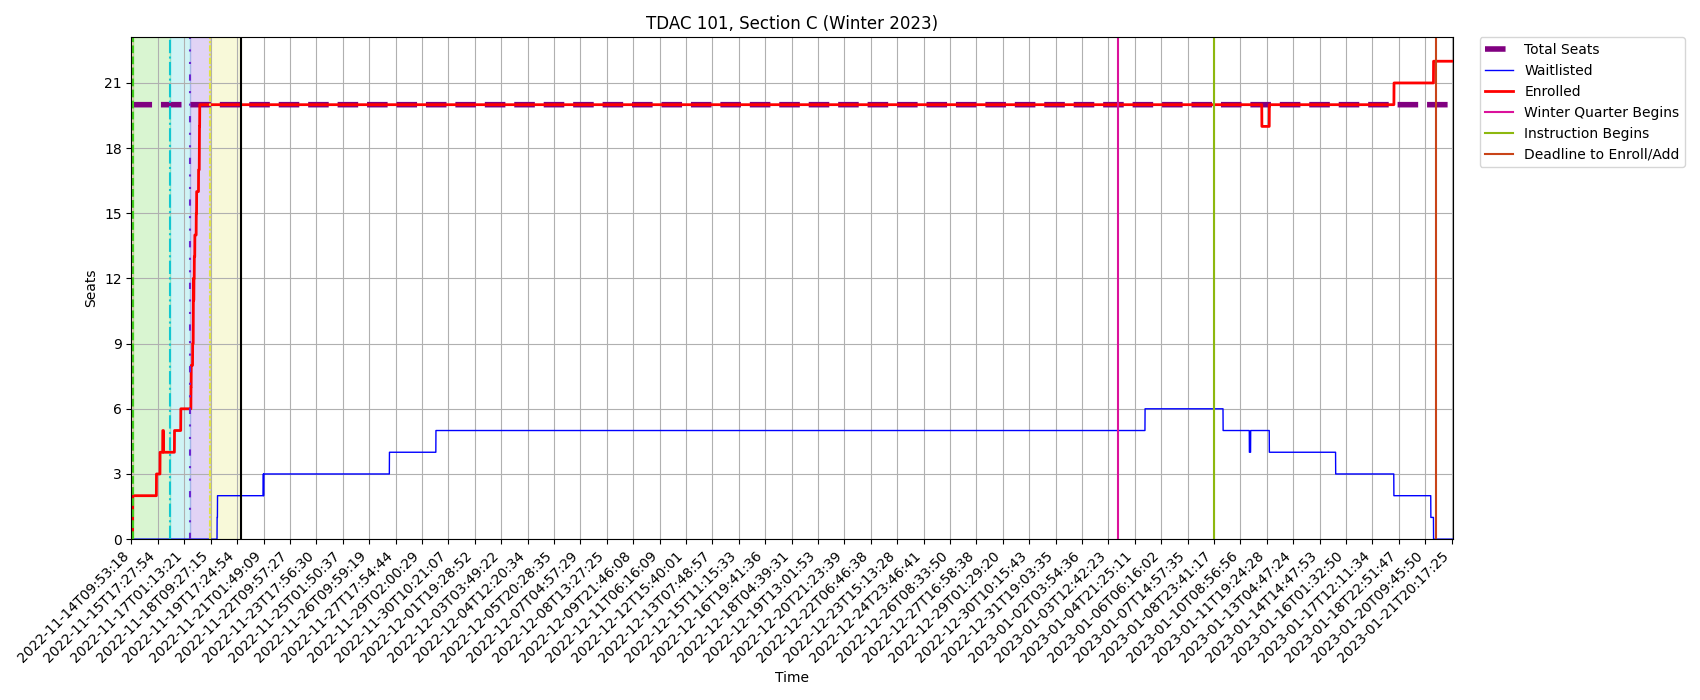 TDAC 101, Section C (Winter 2023)
Total Seats
Waitlisted
Enrolled
Winter Quarter Begins
Instruction Begins
Deadline to Enroll/Add
Seats
21
18
15
12
9
6
3
0
2022-11-14T09:53:18
2022-11-15T17:27:54
2022-11-17T01:13:21
2022-11-18T09:27:15
2022-11-19T17:24:54
2022-11-21T01:49:09
2022-11-22T09:57:27
2022-11-23T17:56:30
2022-11-25T01:50:37
2022-11-26T09:59:19
2022-11-27T17:54:44
2022-11-29T02:00:29
2022-11-30T10:21:07
2022-12-01T19:28:52
2022-12-03T03:49:22
2022-12-04T12:20:34
2022-12-05T20:28:35
2022-12-07T04:57:29
2022-12-08T13:27:25
2022-12-09T21:46:08
2022-12-11T06:16:09
2022-12-12T15:40:01
2022-12-13T07:48:57
2022-12-15T11:15:33
2022-12-16T19:41:36
2022-12-18T04:39:31
2022-12-19T13:01:53
2022-12-20T21:23:39
2022-12-22T06:46:38
2022-12-23T15:13:28
2022-12-24T23:46:41
2022-12-26T08:33:50
2022-12-27T16:58:38
2022-12-29T01:29:20
2022-12-30T10:15:43
2022-12-31T19:03:35
2023-01-02T03:54:36
2023-01-03T12:42:23
2023-01-04T21:25:11
2023-01-06T06:16:02
2023-01-07T14:57:35
2023-01-08T23:41:17
2023-01-10T08:56:56
2023-01-11T19:24:28
2023-01-13T04:47:24
2023-01-14T14:47:53
2023-01-16T01:32:50
2023-01-17T12:11:34
2023-01-18T22:51:47
2023-01-20T09:45:50
2023-01-21T20:17:25
Time